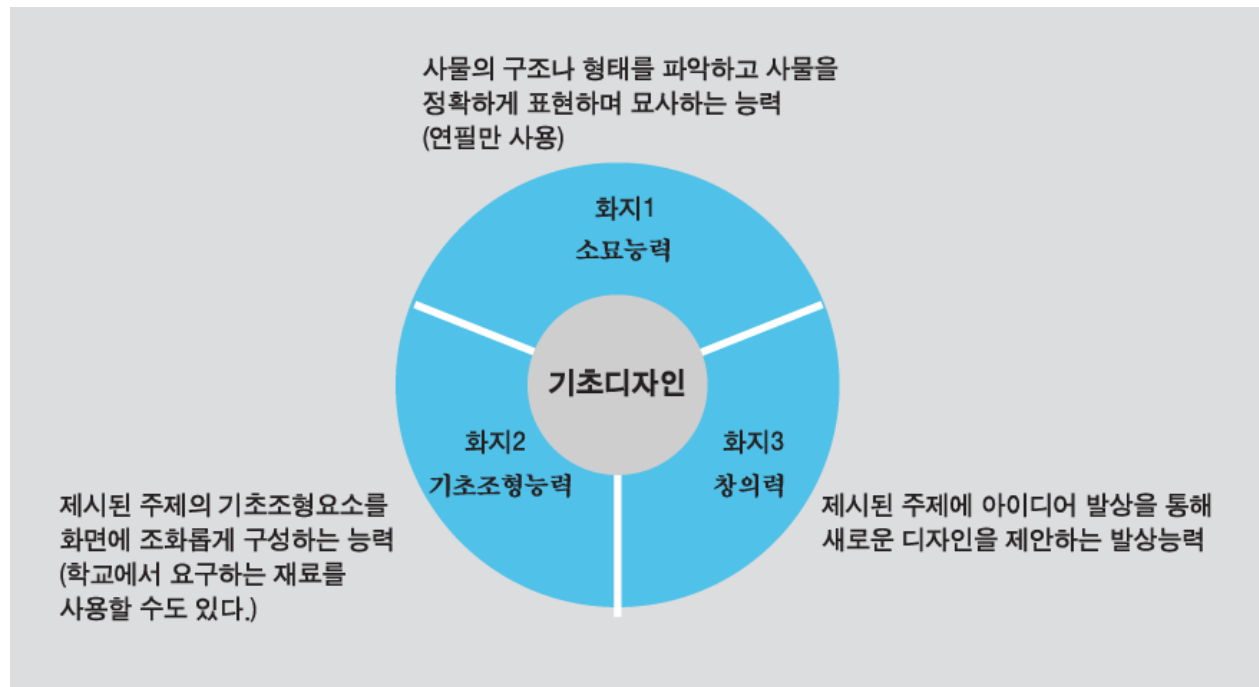 사물의 구조나 형태를 파악하고 사물을
정확하게 표현하며 묘사하는 능력
(연필만 사용)
화지1
소묘능력
기초디자인
화지2
기초조형능력
화지3
창의력
제시된 주제의 기초조형요소를
화면에 조화롭게 구성하는 능력
(학교에서 요구하는 재료를
사용할 수도 있다.)
제시된 주제에 아이디어 발상을 통해
새로운 디자인을 제안하는 발상능력